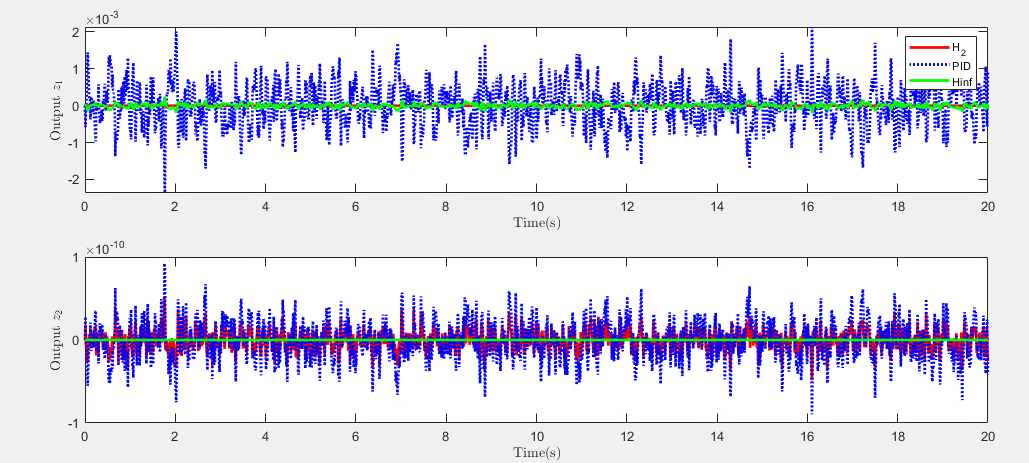 ×10⁻³
2
1
0
-1
-2
Output z₁
H₂
PID
Hinf
0 2 4 6 8 10 12 14 16 18 20
Time(s)
×10⁻¹⁰
1
0
-1
Output z₂
0 2 4 6 8 10 12 14 16 18 20
Time(s)